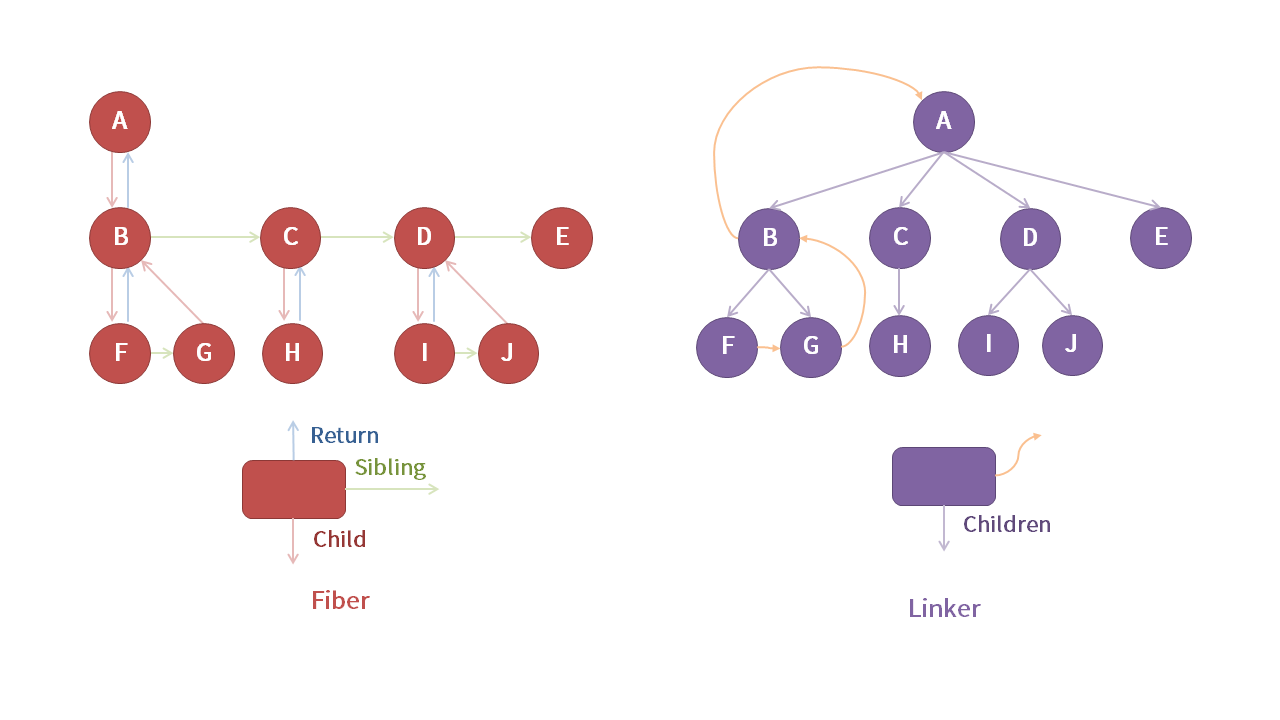 A
B
C
D
E
F
G
H
I
J
Return
Sibling
Child
Fiber
A
B
C
D
E
F
G
H
I
J
Children
Linker